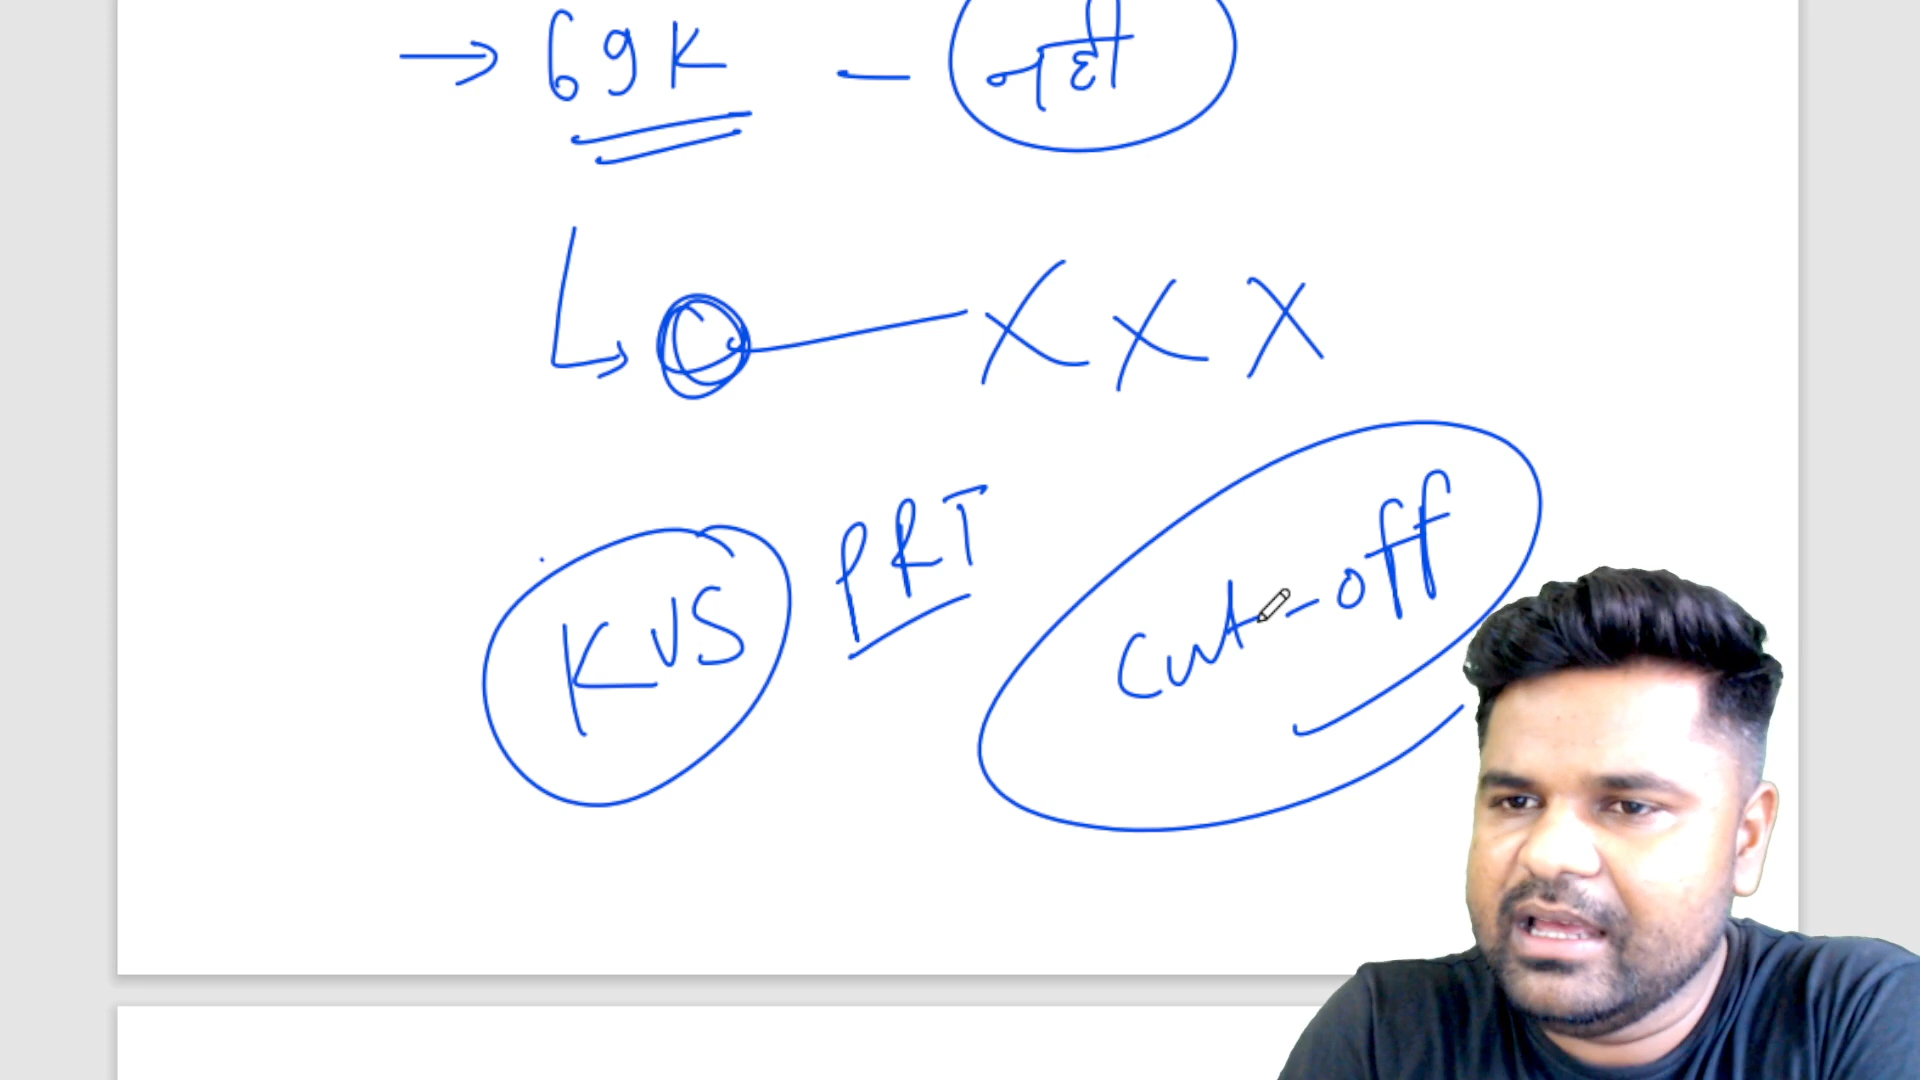 → 69K - नही
X X X
KVS PRT cut-off